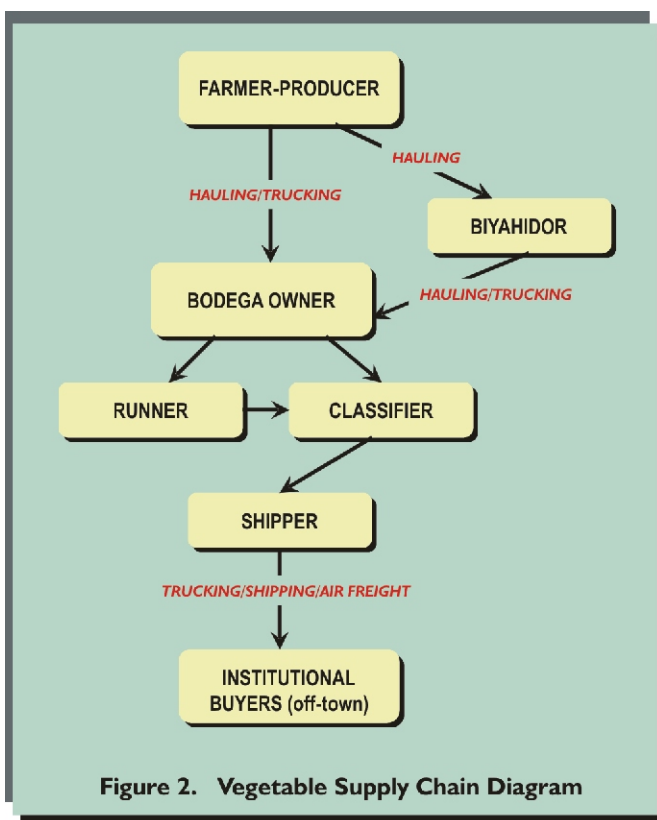 FARMER-PRODUCER
HAULING
HAULING/TRUCKING
BIYAHIDOR
BODEGA OWNER
HAULING/TRUCKING
RUNNER
CLASSIFIER
SHIPPER
TRUCKING/SHIPPING/AIR FREIGHT
INSTITUTIONAL
BUYERS (off-town)
Figure 2. Vegetable Supply Chain Diagram